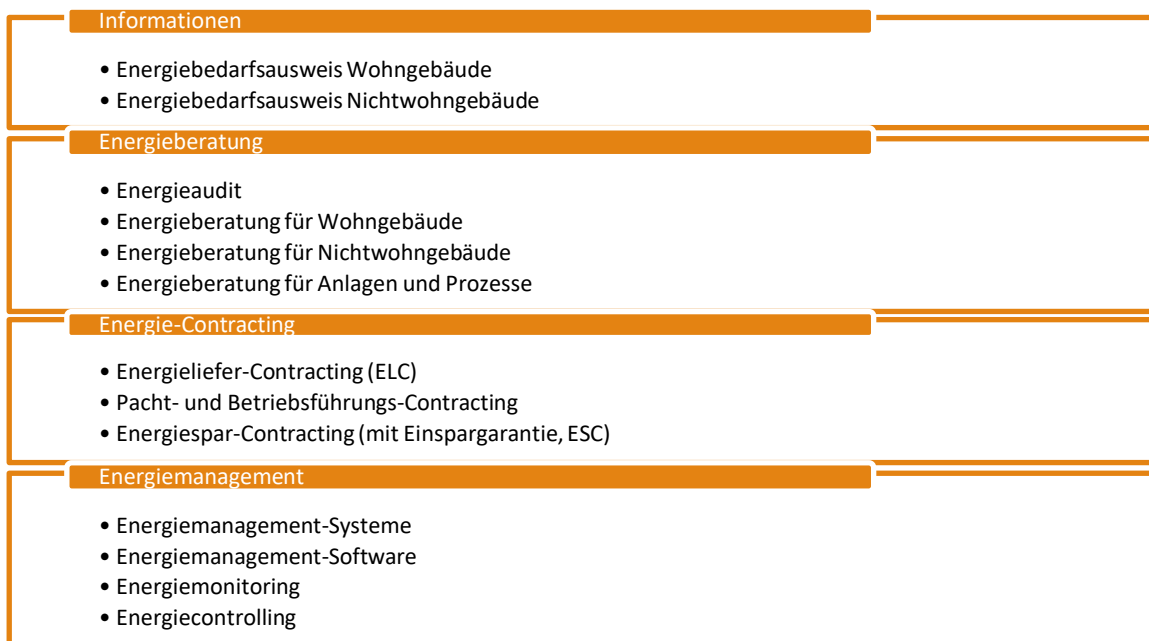 Informationen
• Energiebedarfsausweis Wohngebäude
• Energiebedarfsausweis Nichtwohngebäude
Energieberatung
• Energieaudit
• Energieberatung für Wohngebäude
• Energieberatung für Nichtwohngebäude
• Energieberatung für Anlagen und Prozesse
Energie-Contracting
• Energieliefer-Contracting (ELC)
• Pacht- und Betriebsführungs-Contracting
• Energiespar-Contracting (mit Einspargarantie, ESC)
Energiemanagement
• Energiemanagement-Systeme
• Energiemanagement-Software
• Energiemonitoring
• Energiecontrolling